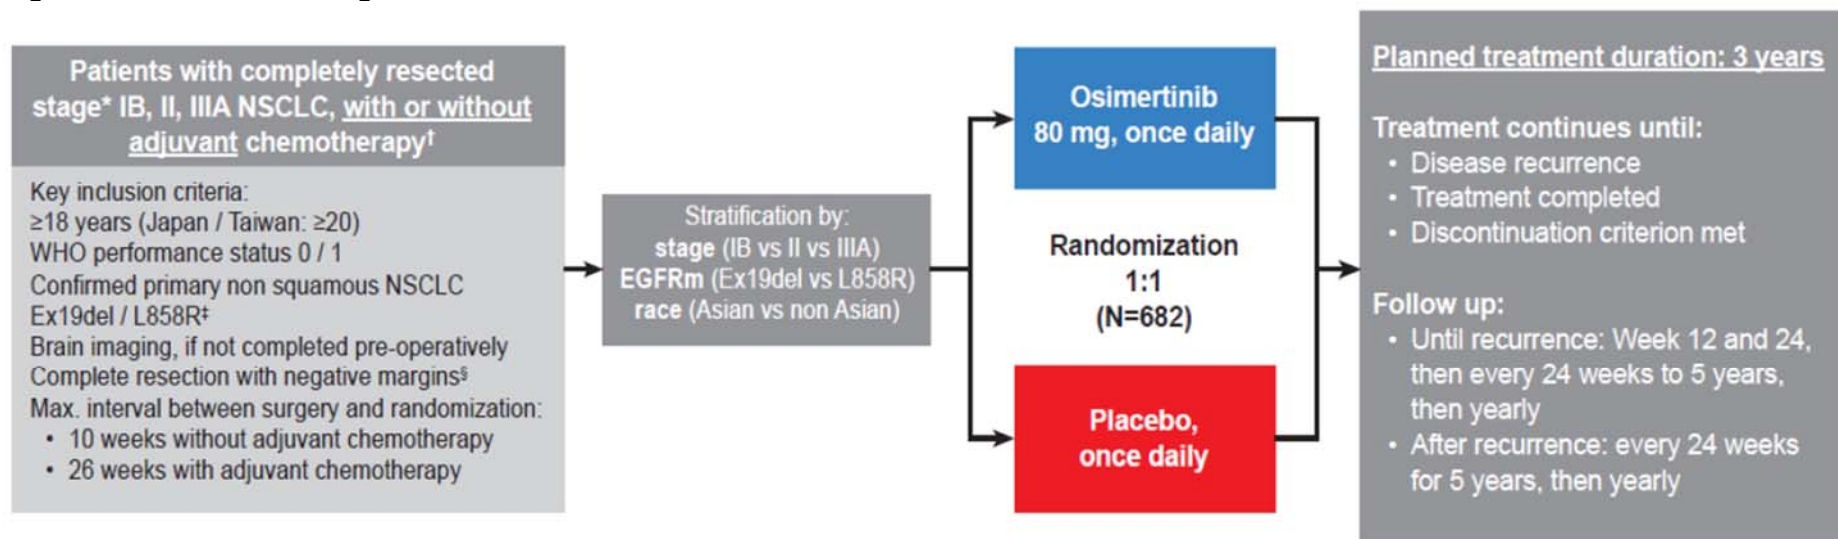 Patients with completely resected
stage* IB, II, IIIA NSCLC, with or without
adjuvant chemotherapy†
Key inclusion criteria:
≥18 years (Japan / Taiwan: ≥20)
WHO performance status 0 / 1
Confirmed primary non squamous NSCLC
Ex19del / L858R‡
Brain imaging, if not completed pre-operatively
Complete resection with negative margins§
Max. interval between surgery and randomization:
• 10 weeks without adjuvant chemotherapy
• 26 weeks with adjuvant chemotherapy
Stratification by:
stage (IB vs II vs IIIA)
EGFRm (Ex19del vs L858R)
race (Asian vs non Asian)
Osimertinib
80 mg, once daily
Randomization
1:1
(N=682)
Placebo,
once daily
Planned treatment duration: 3 years
Treatment continues until:
• Disease recurrence
• Treatment completed
• Discontinuation criterion met
Follow up:
• Until recurrence: Week 12 and 24,
then every 24 weeks to 5 years,
then yearly
• After recurrence: every 24 weeks
for 5 years, then yearly